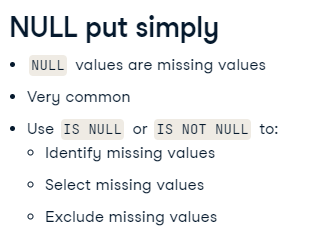 NULL put simply
NULL values are missing values
Very common
Use IS NULL or IS NOT NULL to:
Identify missing values
Select missing values
Exclude missing values